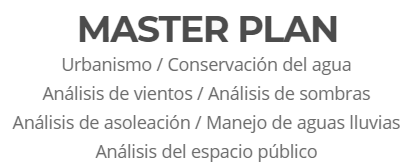 MASTER PLAN
Urbanismo / Conservación del agua
Análisis de vientos / Análisis de sombras
Análisis de asoleación / Manejo de aguas lluvias
Análisis del espacio público